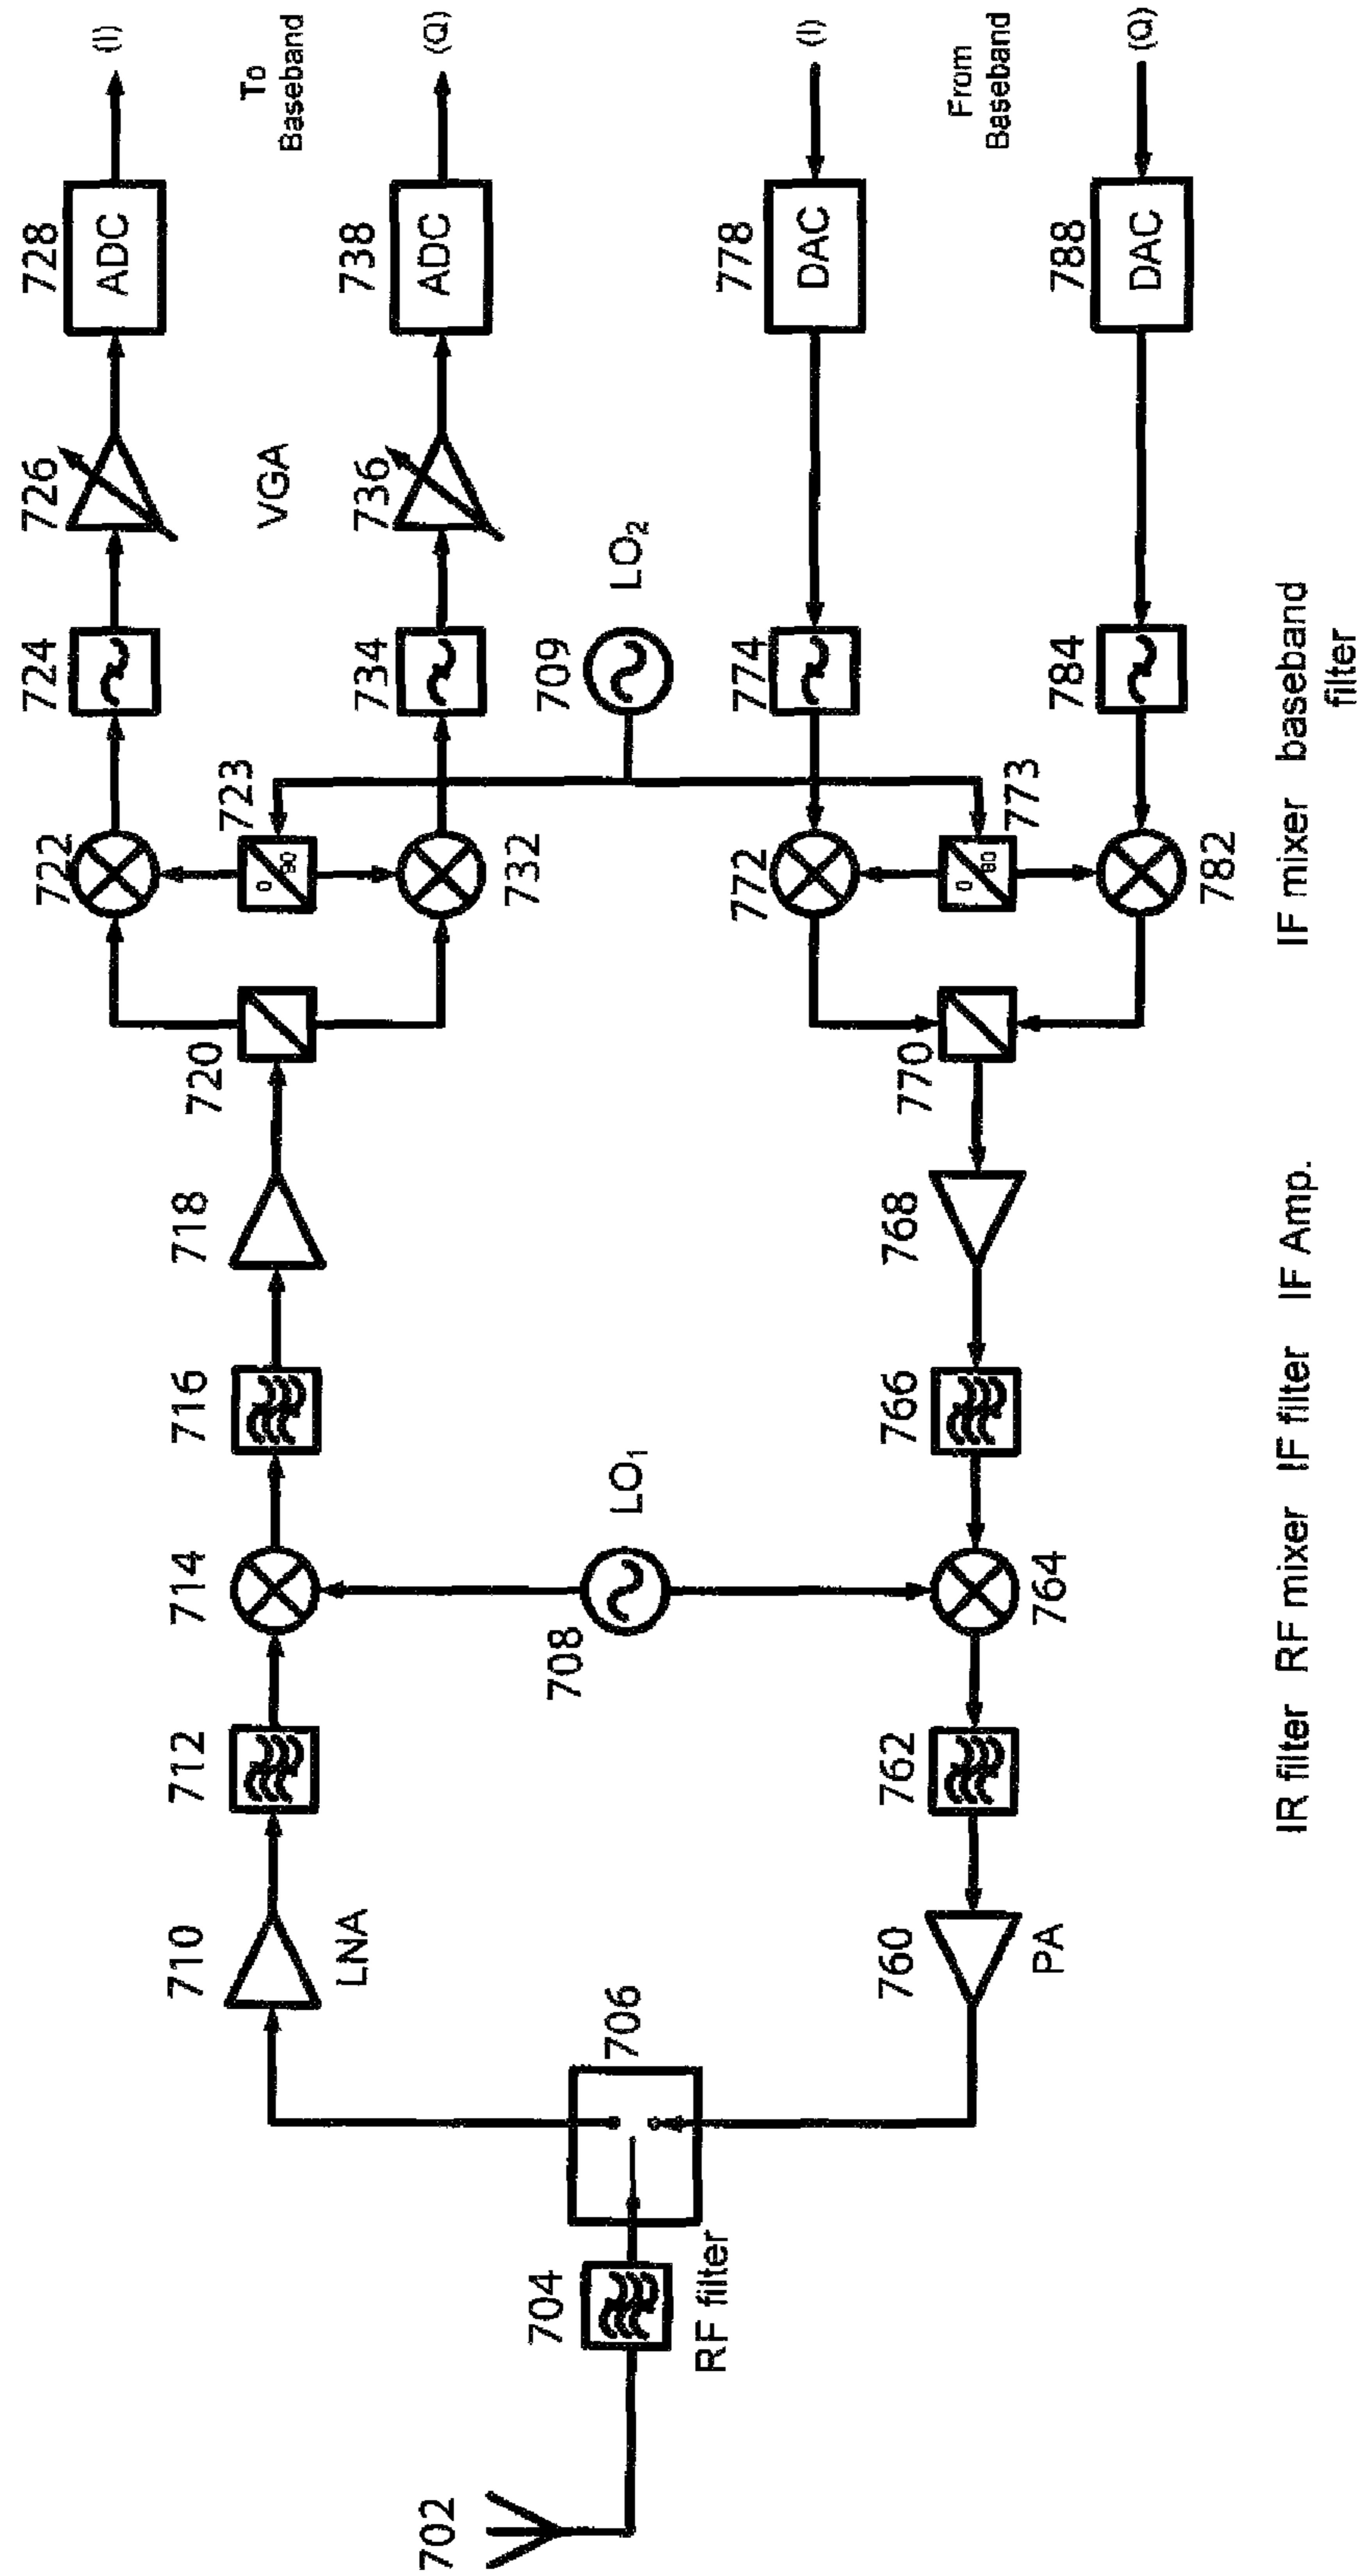 702
704
RF filter
706
710
LNA
712
714
716
718
720
722
723
732
724
734
726
736
VGA
728
ADC
738
ADC
(I)
To
Baseband
(Q)
708
LO1
709
LO2
760
PA
762
764
766
768
770
772
773
782
774
784
778
DAC
788
DAC
(I)
From
Baseband
(Q)
0
90
0
90
IR filter RF mixer IF filter IF Amp.
IF mixer baseband
filter